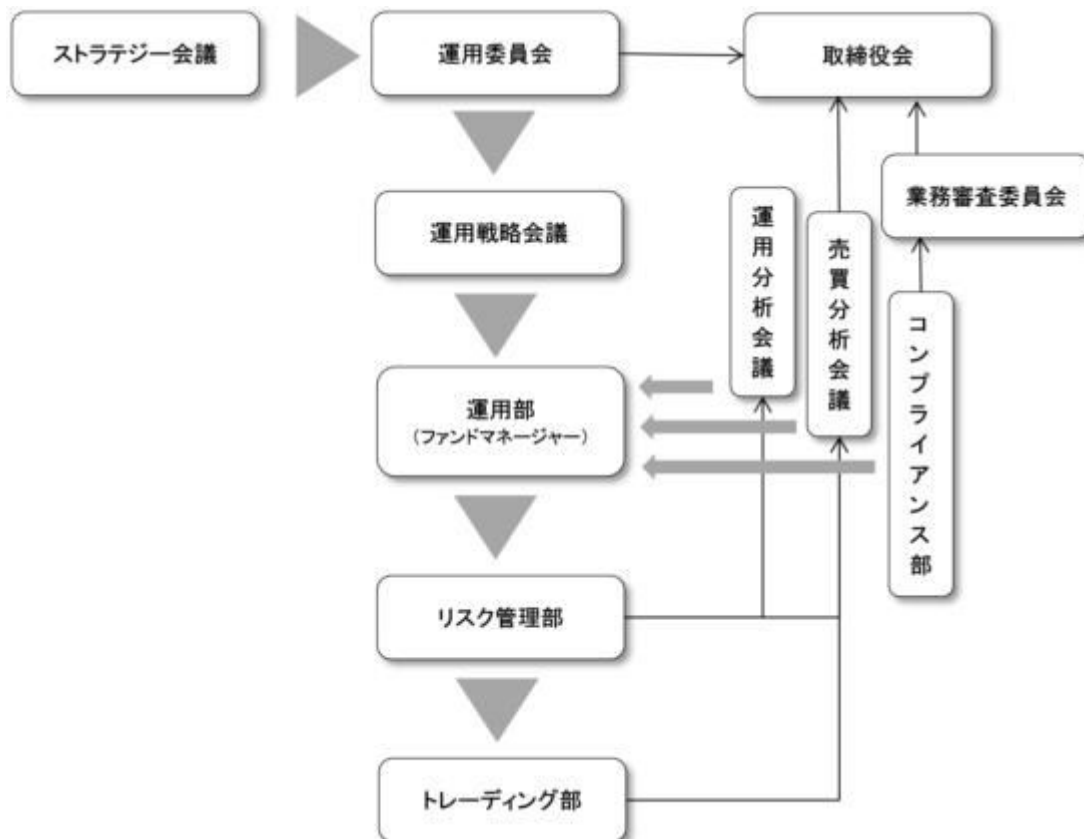 ストラテジー会議
運用委員会
取締役会
業務審査委員会
運用戦略会議
運用分析会議
売買分析会議
コンプライアンス部
運用部
(ファンドマネージャー)
リスク管理部
トレーディング部